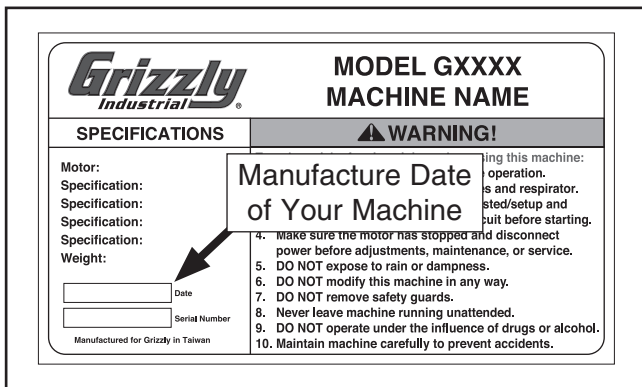 Grizzly
Industrial ®
MODEL GXXXX
MACHINE NAME
SPECIFICATIONS
WARNING!
Motor:
Specification:
Specification:
Specification:
Specification:
Weight:
Date
Serial Number
Manufactured for Grizzly in Taiwan
Manufacture Date
of Your Machine
sing this machine:
operation.
es and respirator.
sted/setup and
cuit before starting.
4. Make sure the motor has stopped and disconnect
power before adjustments, maintenance, or service.
5. DO NOT expose to rain or dampness.
6. DO NOT modify this machine in any way.
7. DO NOT remove safety guards.
8. Never leave machine running unattended.
9. DO NOT operate under the influence of drugs or alcohol.
10. Maintain machine carefully to prevent accidents.